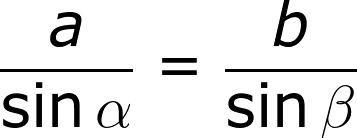 a/sin α = b/sin β